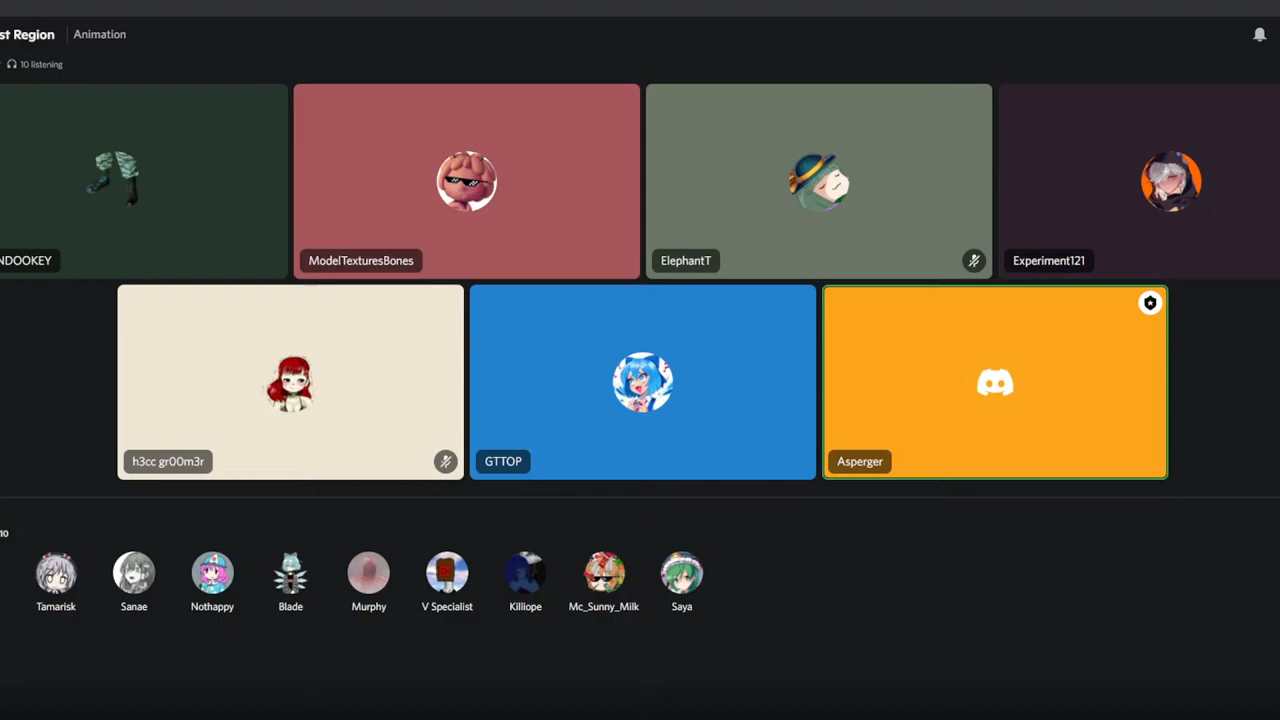 st Region
Animation
10 listening
NDOOKEY
ModelTexturesBones
ElephantT
Experiment121
h3cc gr00m3r
GTTOP
Asperger
10
Tamarisk
Sanae
Nothappy
Blade
Murphy
V Specialist
Killiope
Mc_Sunny_Milk
Saya